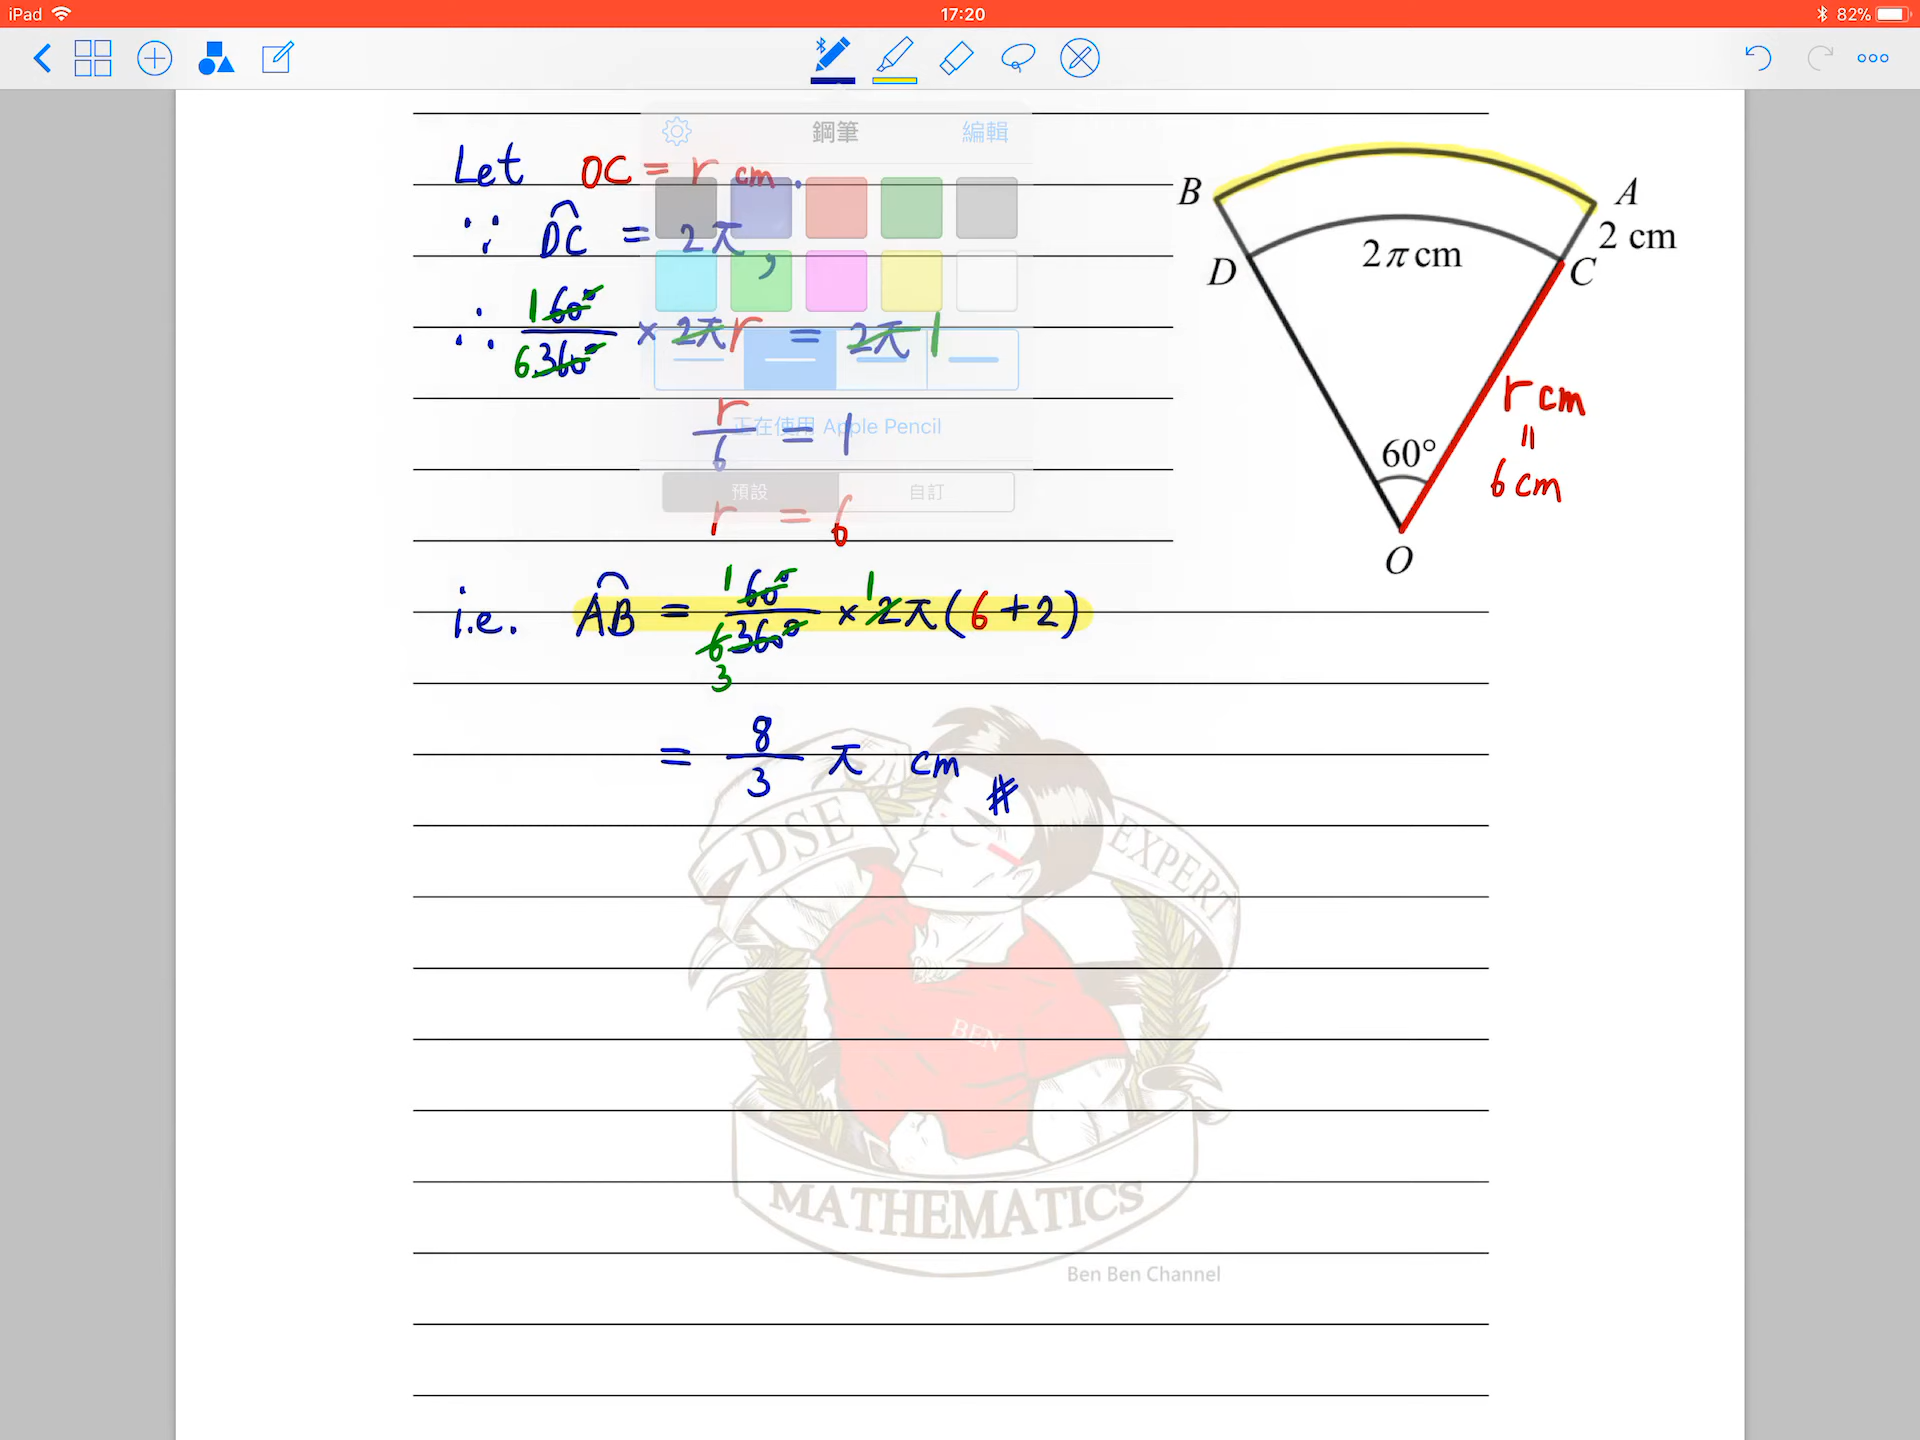 iPad 17:20 82%
鋼筆 編輯
Let OC = r cm.
∵ DC = 2π,
∴ 1 60° / 6 360° × 2πr = 2π 1
正在使用 Apple Pencil
r/6 = 1
預設 自訂
r = 6
i.e. AB = 1 60° / 6 3 360° × 1 2π(6+2)
= 8/3 π cm #
B A
2 cm
D 2π cm C
r cm
=
60° 6 cm
O
DSE EXPERT
BEN
MATHEMATICS
Ben Ben Channel